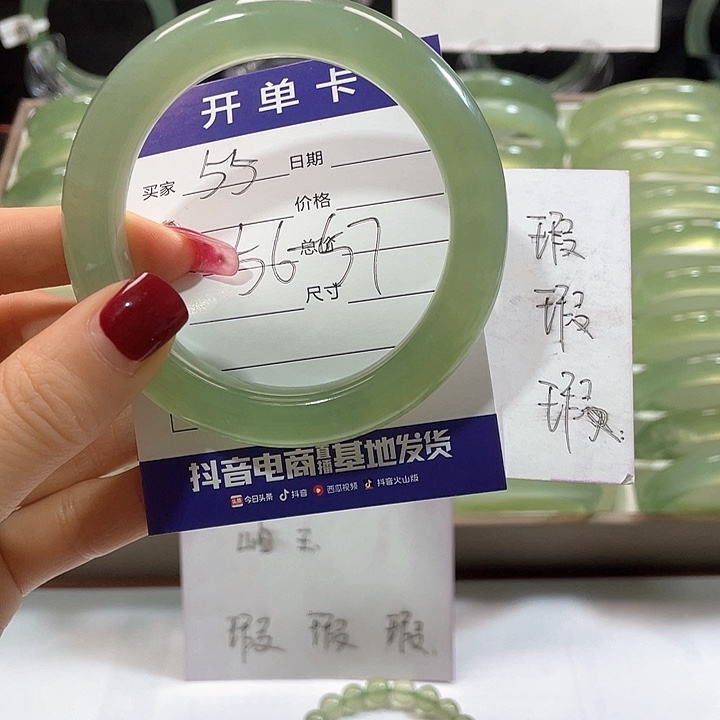 开单卡
买家 55 日期
价格
56-57 总价
尺寸
抖音电商直播基地发货
头条 今日头条 抖音 西瓜视频 抖音火山版
瑕
瑕
瑕
岫玉
瑕 瑕 瑕